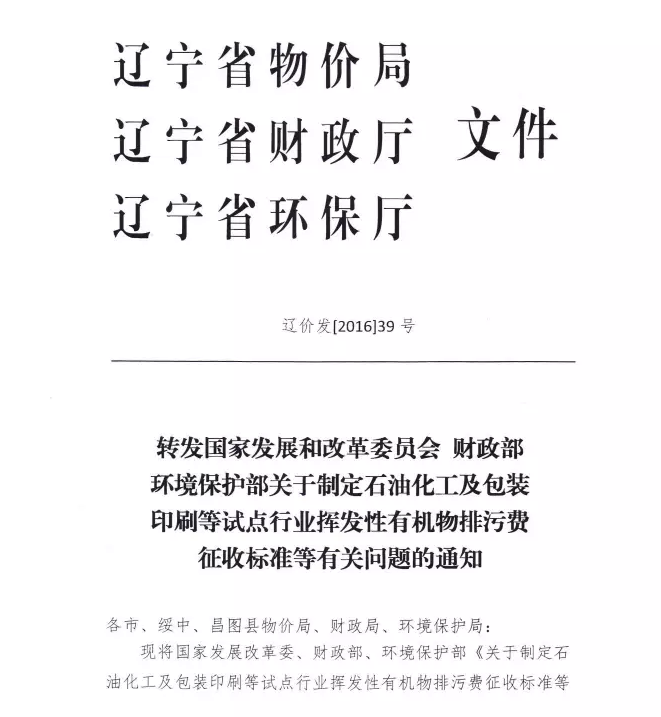 辽宁省物价局
辽宁省财政厅 文件
辽宁省环保厅
辽价发[2016]39 号
转发国家发展和改革委员会 财政部
环境保护部关于制定石油化工及包装
印刷等试点行业挥发性有机物排污费
征收标准等有关问题的通知
各市、绥中、昌图县物价局、财政局、环境保护局：
现将国家发展改革委、财政部、环境保护部《关于制定石
油化工及包装印刷等试点行业挥发性有机物排污费征收标准等